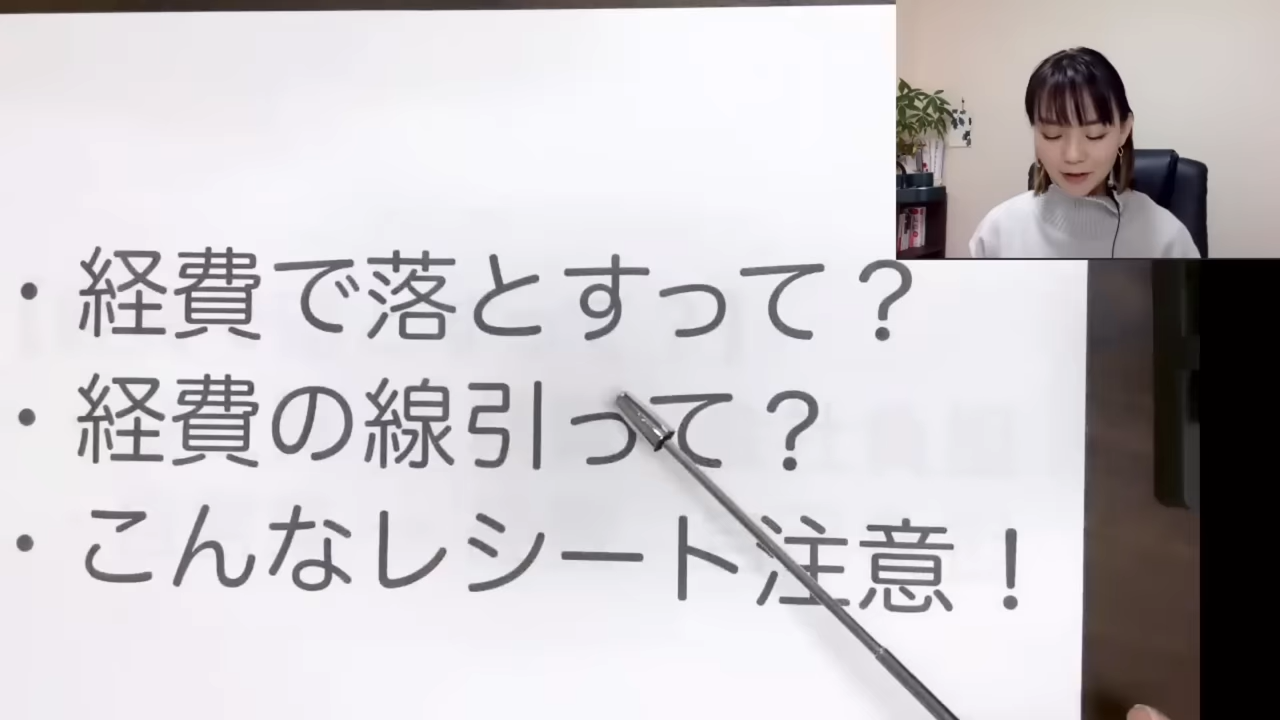 ・経費で落とすって？
・経費の線引って？
・こんなレシート注意！